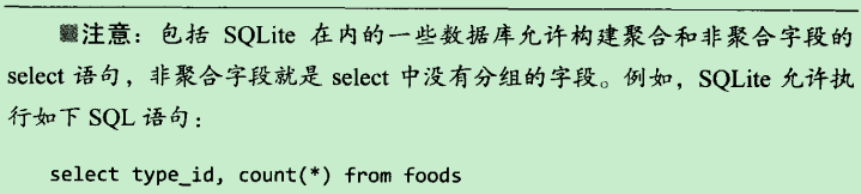 注意：包括 SQLite 在内的一些数据库允许构建聚合和非聚合字段的
select 语句，非聚合字段就是 select 中没有分组的字段。例如，SQLite 允许执
行如下 SQL 语句：
select type_id, count(*) from foods